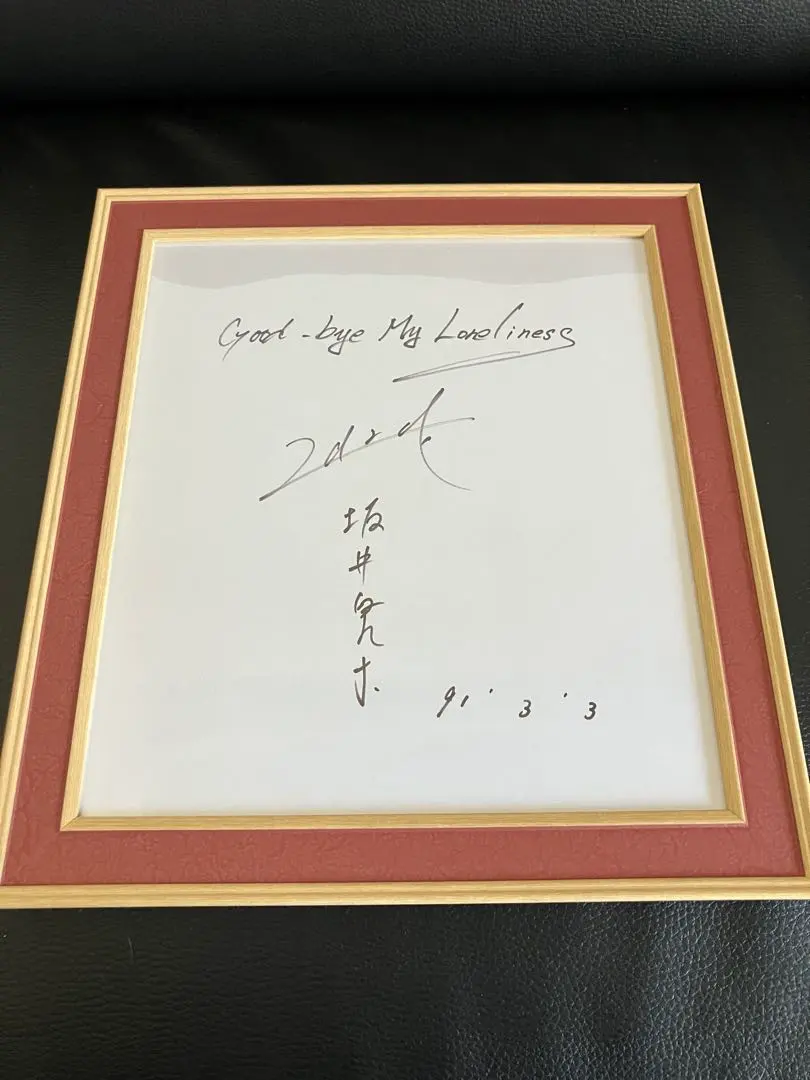 Good-bye My Loneliness
Zard
坂井泉水
91 ' 3 ' 3